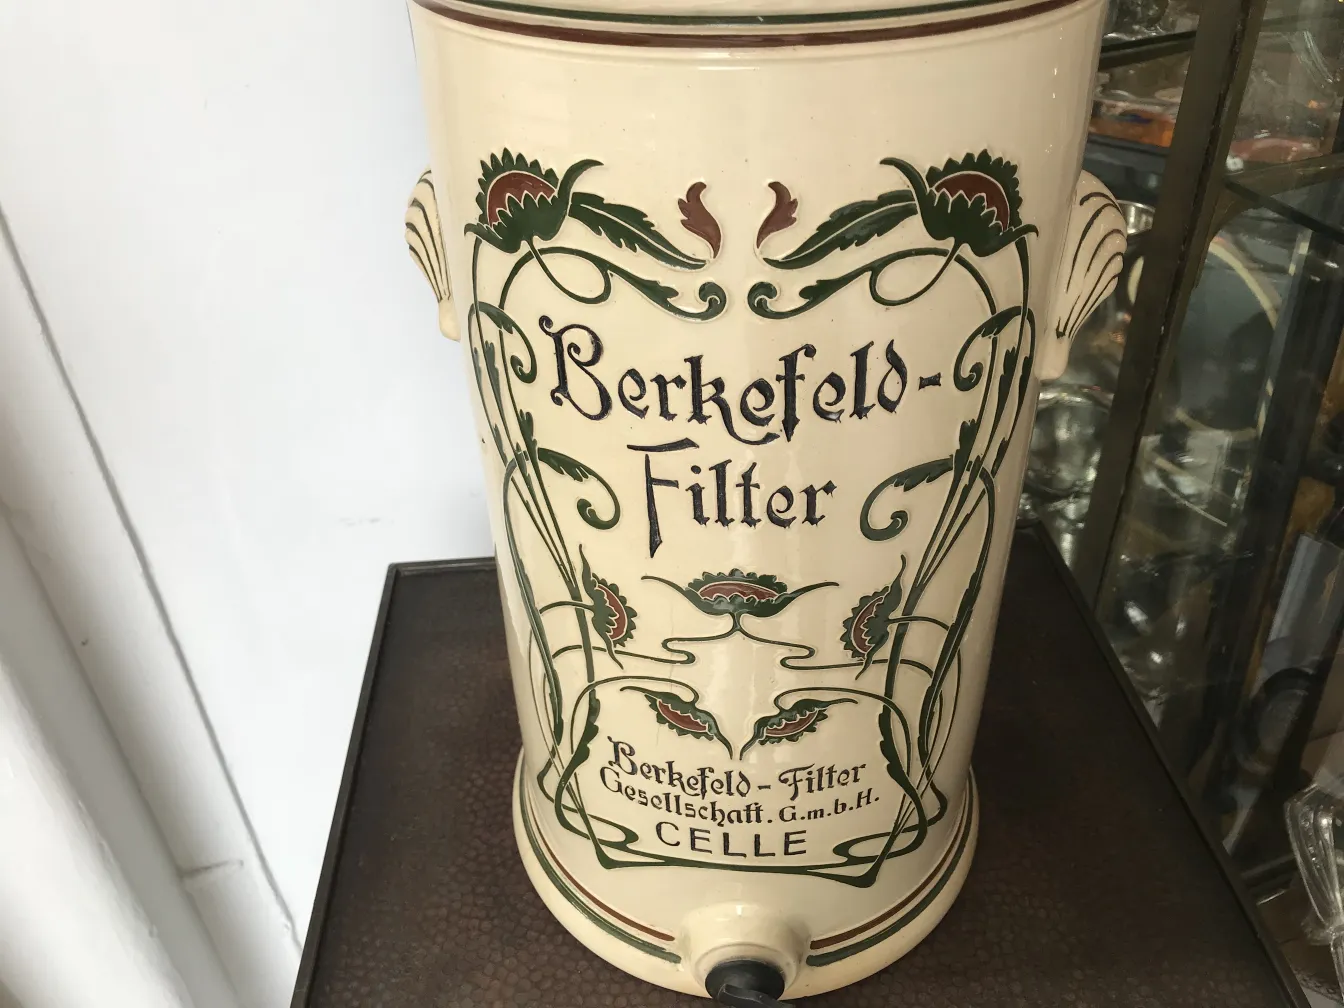 Berkefeld-
Filter
Berkefeld-Filter
Gesellschaft. G.m.b.H.
CELLE